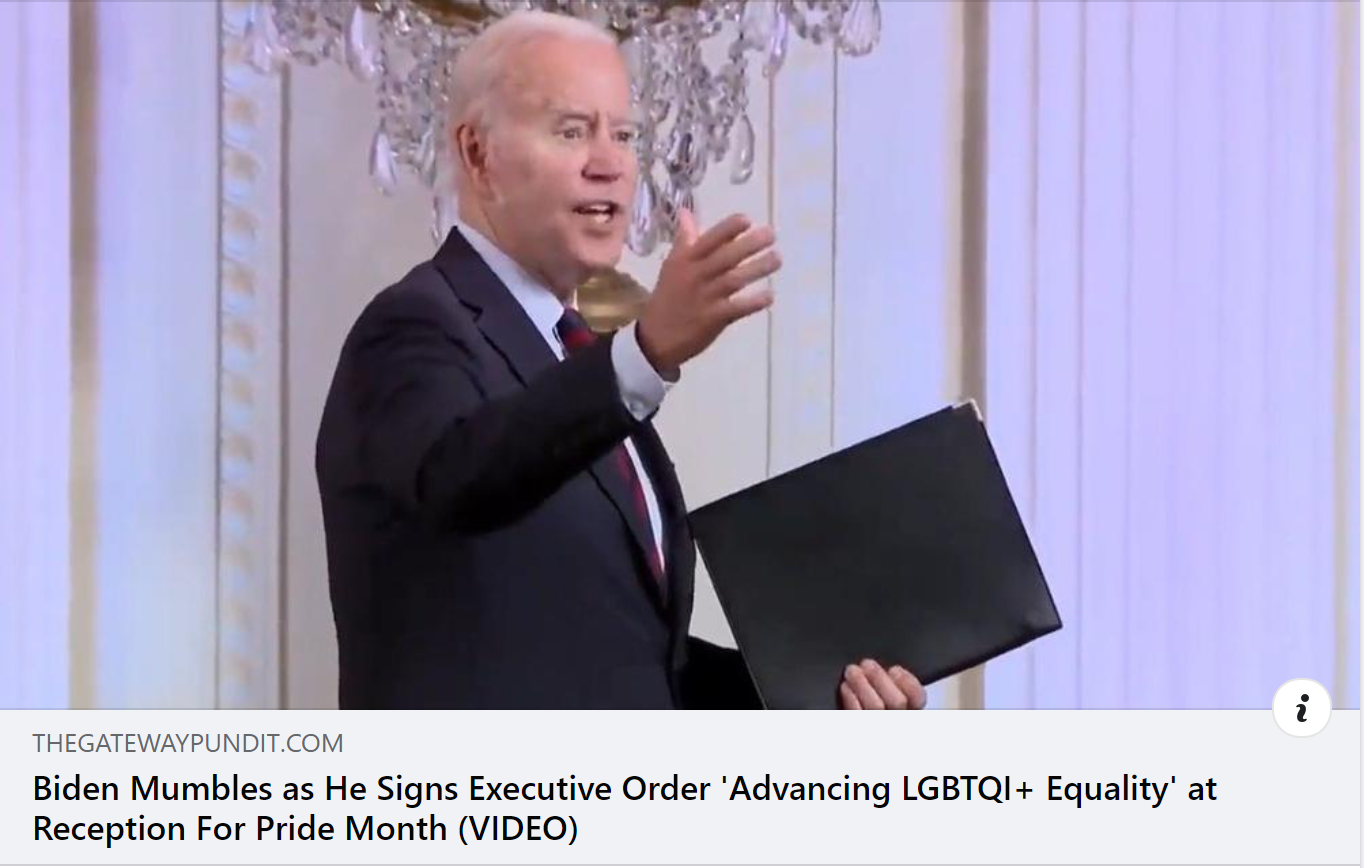 THEGATEWAYPUNDIT.COM
Biden Mumbles as He Signs Executive Order 'Advancing LGBTQI+ Equality' at
Reception For Pride Month (VIDEO)